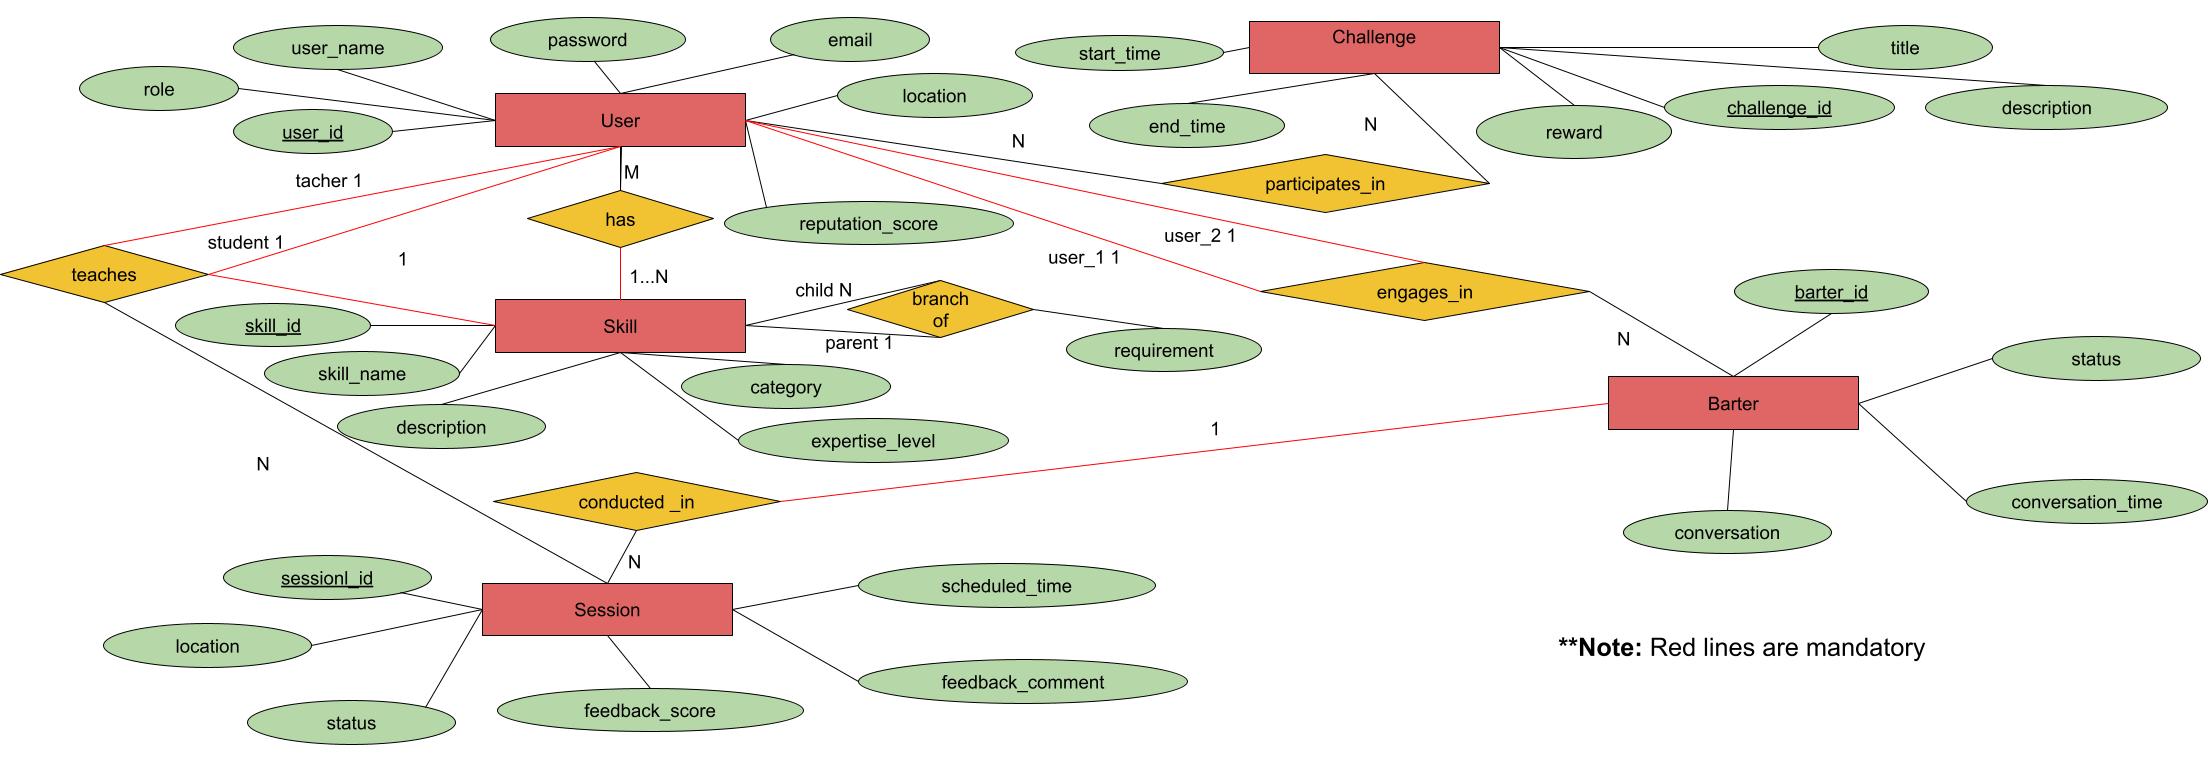 user_name
password
email
Challenge
title
start_time
role
location
challenge_id
description
User
end_time
N
reward
user_id
N
M
tacher 1
participates_in
has
reputation_score
student 1
user_2 1
1
user_1 1
teaches
1...N
child N
branch
of
engages_in
barter_id
skill_id
Skill
parent 1
N
requirement
status
skill_name
category
Barter
description
1
expertise_level
N
conducted _in
conversation_time
conversation
N
sessionl_id
scheduled_time
Session
location
**Note: Red lines are mandatory
feedback_comment
status
feedback_score